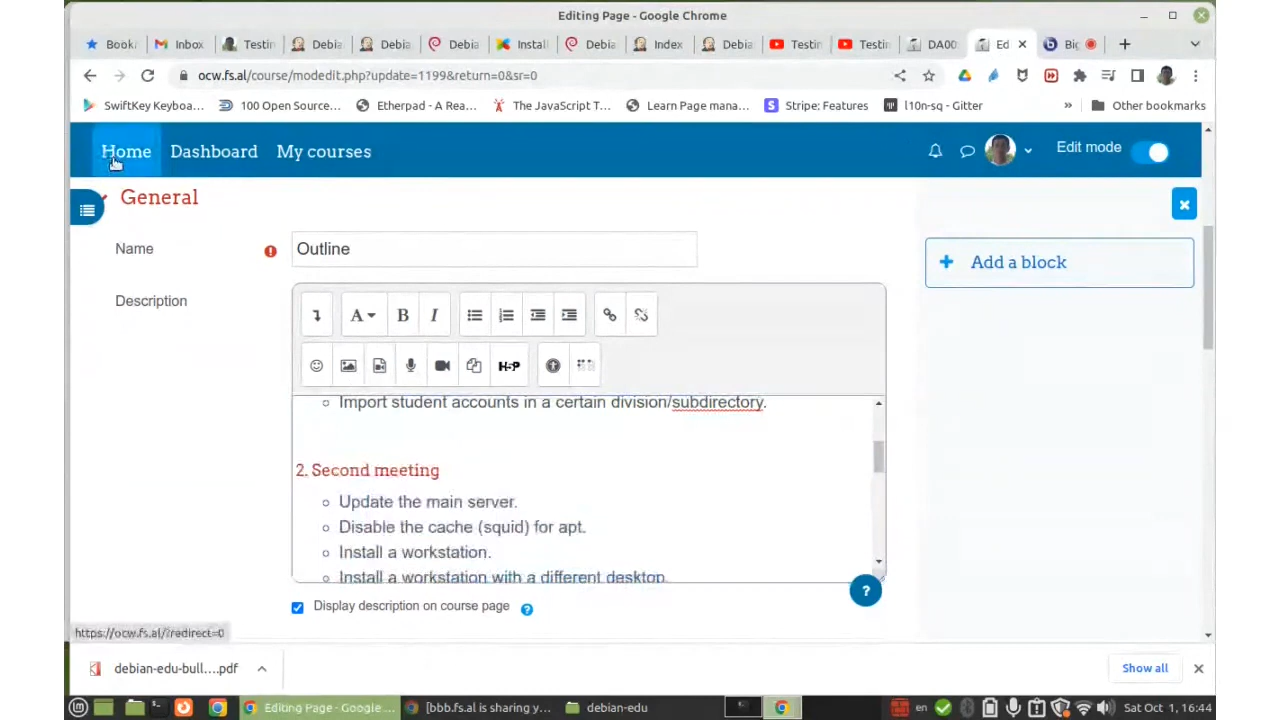 Editing Page - Google Chrome
Book
Inbox
Testin
Debia
Debia
Debia
Install
Debia
Index
Debia
Testin
Testin
DA00
Ed
Big
ocw.fs.al/course/modedit.php?update=1199&return=0&sr=0
SwiftKey Keyboa...
100 Open Source...
Etherpad - A Rea...
The JavaScript T...
Learn Page mana...
Stripe: Features
l10n-sq - Gitter
»
Other bookmarks
Home
Dashboard
My courses
Edit mode
General
Name
Outline
Add a block
Description
A
B
I
H-P
Import student accounts in a certain division/subdirectory.
2. Second meeting
Update the main server.
Disable the cache (squid) for apt.
Install a workstation.
Install a workstation with a different desktop.
Display description on course page
?
?
https://ocw.fs.al/?redirect=0
debian-edu-bull....pdf
Show all
Editing Page - Google ...
[bbb.fs.al is sharing y...
debian-edu
en
Sat Oct 1, 16:44